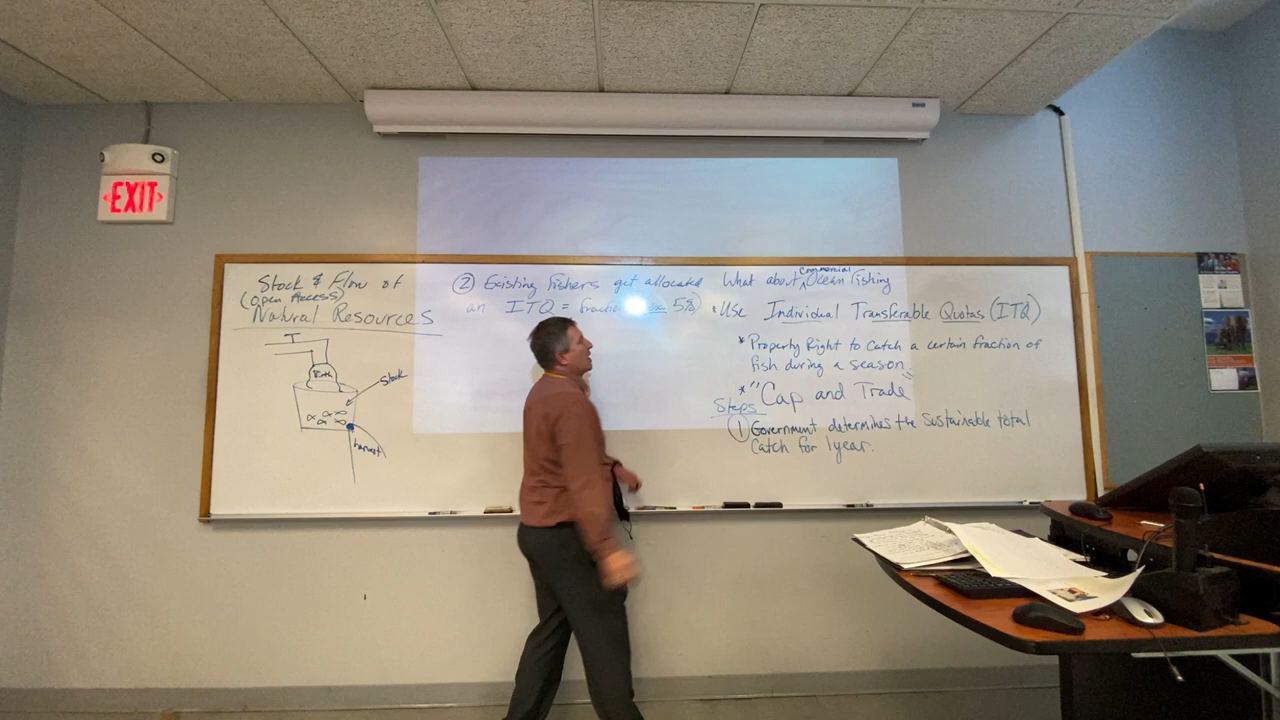 EXIT
Stock & Flow of
(Open Access)
Natural Resources
Birth
Stock
harvest
② Existing Fishers get allocated
an ITQ = 5%)
What about Commercial Ocean Fishing
• Use Individual Transferable Quotas (ITQ)
* Property Right to Catch a certain fraction of
fish during a season
* "Cap and Trade
Steps
① Government determines the sustainable total
Catch for 1 year.